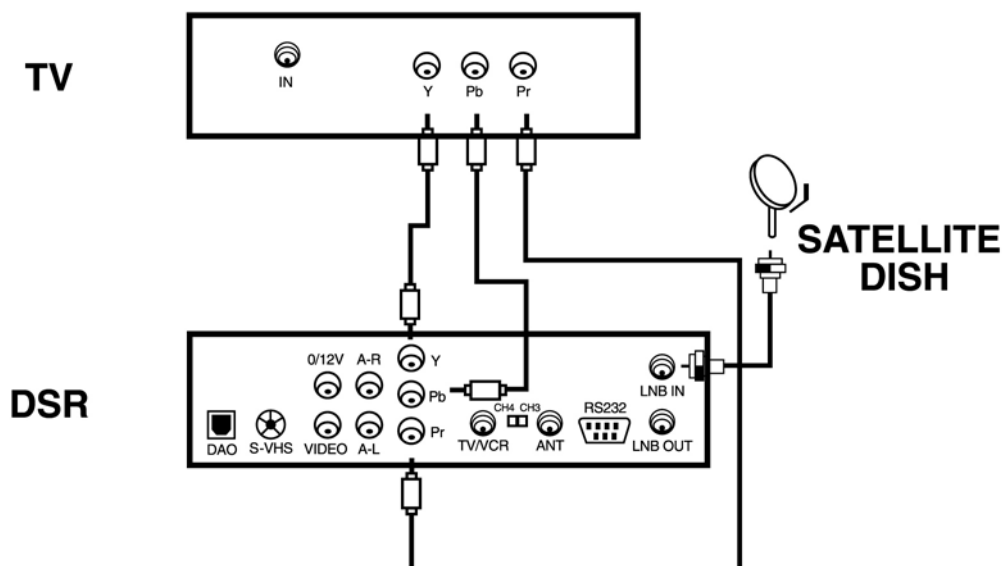 TV
IN
Y
Pb
Pr
SATELLITE
DISH
DSR
0/12V
A-R
Y
Pb
Pr
LNB IN
CH4
CH3
RS232
DAO
S-VHS
VIDEO
A-L
TV/VCR
ANT
LNB OUT